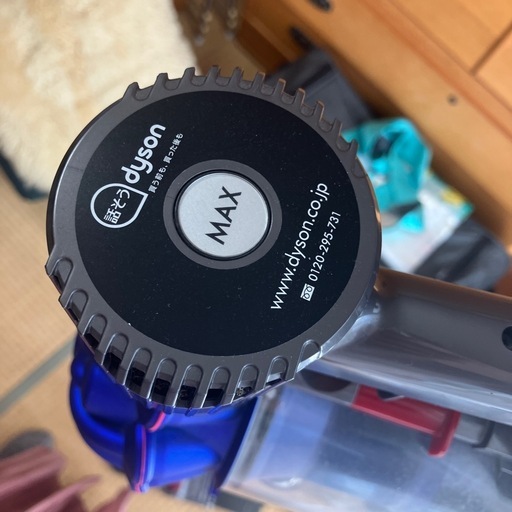 話そう
dyson
買う前も、買った後も
MAX
www.dyson.co.jp
0120-295-731